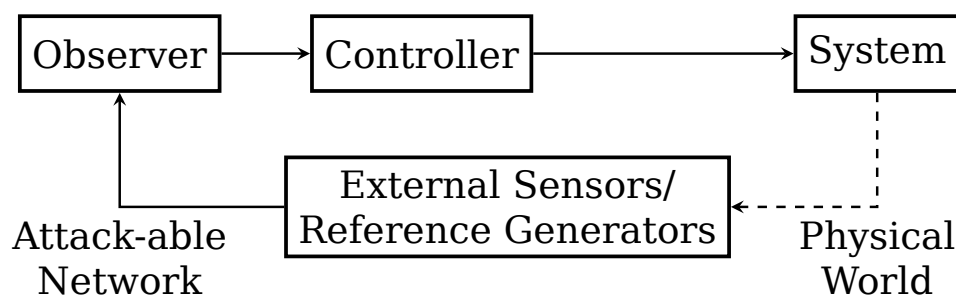 Observer
Controller
System
External Sensors/
Reference Generators
Attack-able
Network
Physical
World